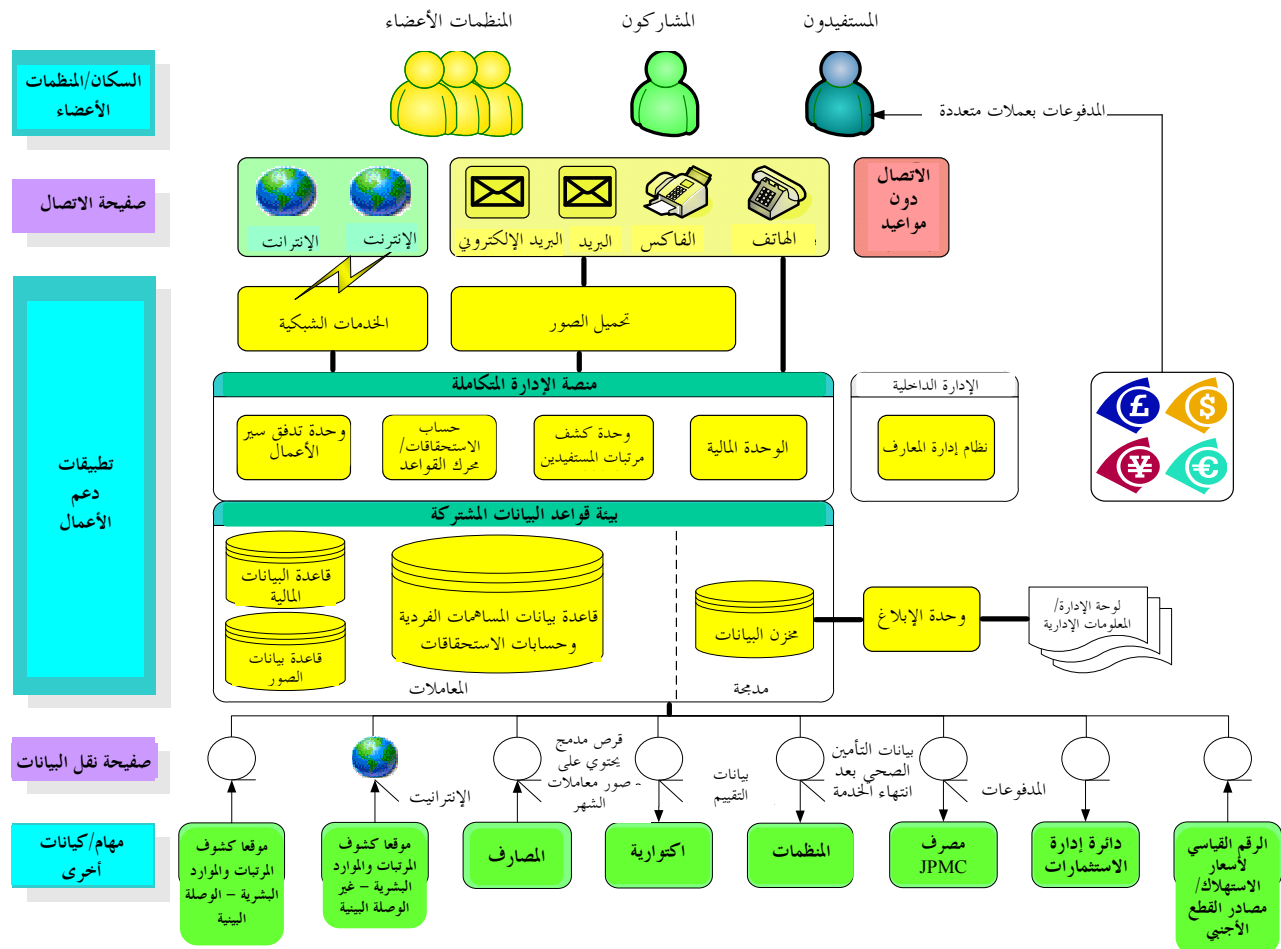 المستفيدون
المشاركون
المنظمات الأعضاء
السكان/المنظمات
الأعضاء
المدفوعات بعملات متعددة
صفيحة الاتصال
الإنترانت
الإنترنت
البريد الإلكتروني
البريد
الفاكس
الهاتف
الاتصال
دون
مواعيد
تطبيقات
دعم
الأعمال
الخدمات الشبكية
تحميل الصور
منصة الإدارة المتكاملة
وحدة تدفق سير
الأعمال
حساب
الاستحقاقات/
محرك القواعد
وحدة كشف
مرتبات المستفيدين
الوحدة المالية
الإدارة الداخلية
نظام إدارة المعارف
£
$
¥
€
بيئة قواعد البيانات المشتركة
قاعدة البيانات
المالية
قاعدة بيانات
الصور
قاعدة بيانات المساهمات الفردية
وحسابات الاستحقاقات
المعاملات
مخزن البيانات
مدمجة
وحدة الإبلاغ
لوحة الإدارة/
المعلومات الإدارية
صفيحة نقل البيانات
الإنترنيت
قرص مدمج
يحتوي على
صور معاملات
الشهر
بيانات
التقييم
بيانات التأمين
الصحي بعد
انتهاء الخدمة
المدفوعات
مهام/كيانات
أخرى
موقعا كشوف
المرتبات والموارد
البشرية – الوصلة
البينية
موقعا كشوف
المرتبات والموارد
البشرية – غير
الوصلة البينية
المصارف
اكتوارية
المنظمات
مصرف
JPMC
دائرة إدارة
الاستثمارات
الرقم القياسي
لأسعار
الاستهلاك/
مصادر القطع
الأجنبي